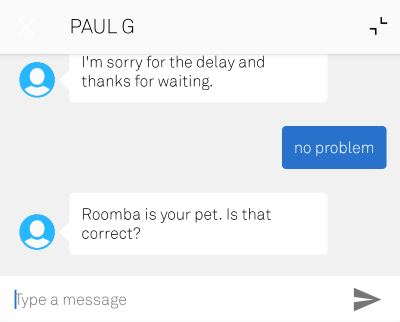 PAUL G
I'm sorry for the delay and
thanks for waiting.
no problem
Roomba is your pet. Is that
correct?
Type a message